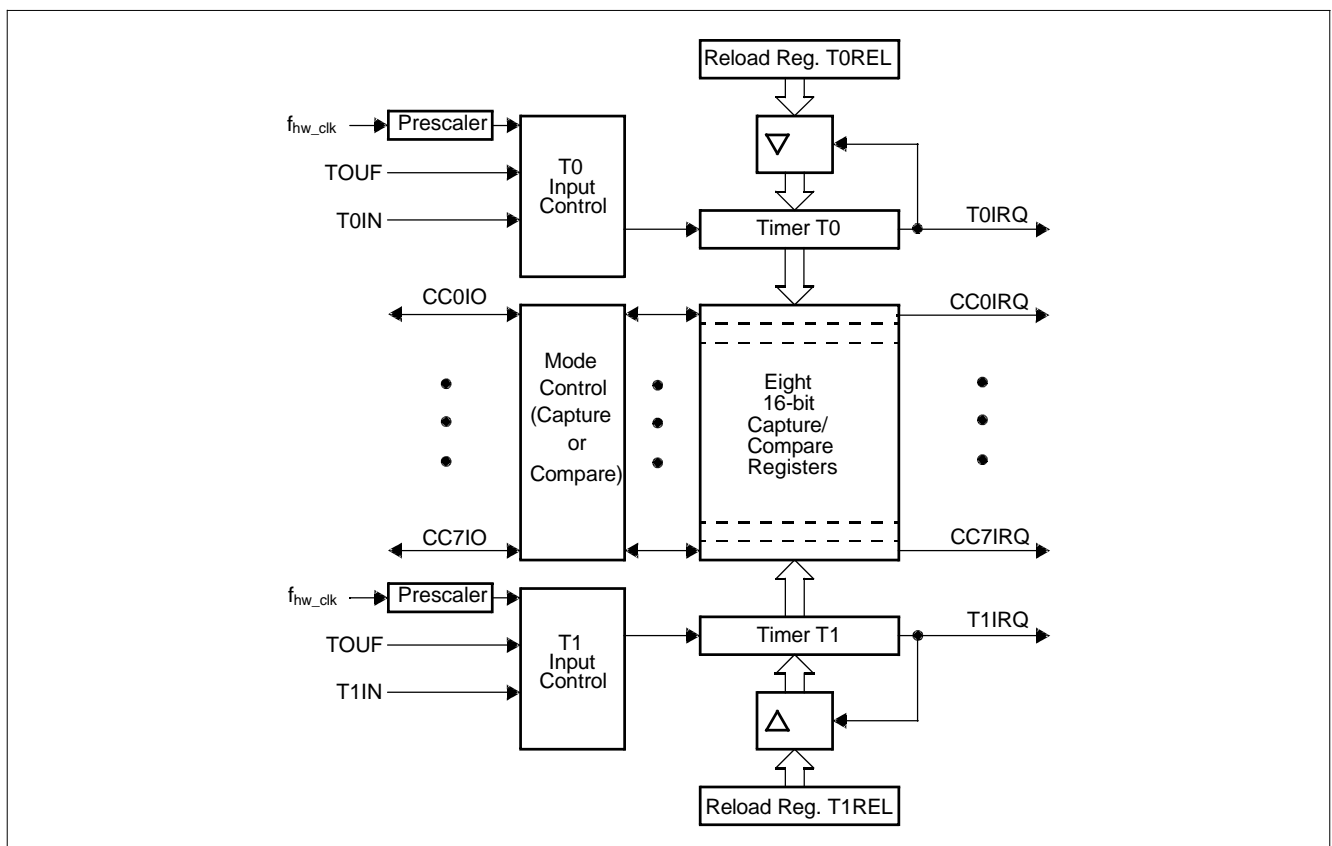 Reload Reg. T0REL
fhw_clk
Prescaler
TOUF
T0IN
T0
Input
Control
Timer T0
T0IRQ
CC0IO
CC0IRQ
Mode
Control
(Capture
or
Compare)
Eight
16-bit
Capture/
Compare
Registers
CC7IO
CC7IRQ
fhw_clk
Prescaler
TOUF
T1IN
T1
Input
Control
Timer T1
T1IRQ
Reload Reg. T1REL